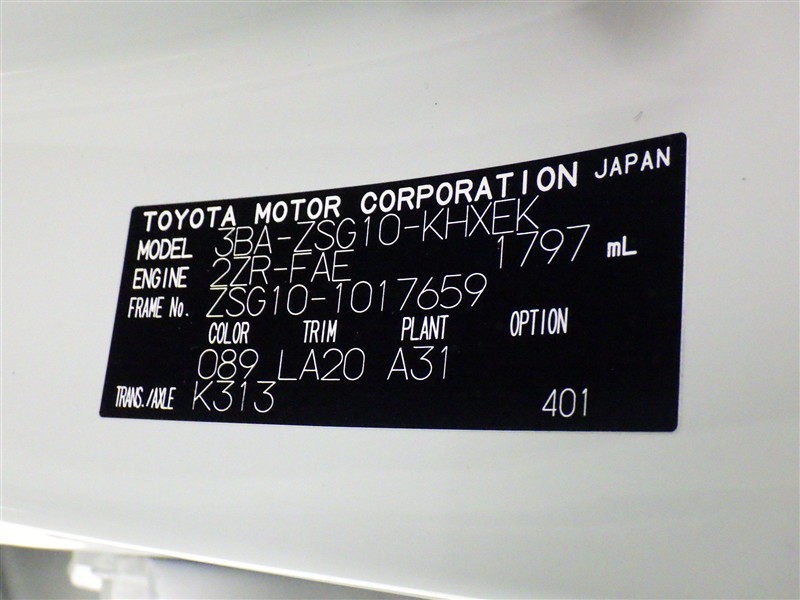 TOYOTA MOTOR CORPORATION JAPAN
MODEL 3BA-ZSG10-KHXEK
ENGINE 2ZR-FAE 1797 mL
FRAME No. ZSG10-1017659
COLOR TRIM PLANT OPTION
089 LA20 A31
TRANS./AXLE K313 401